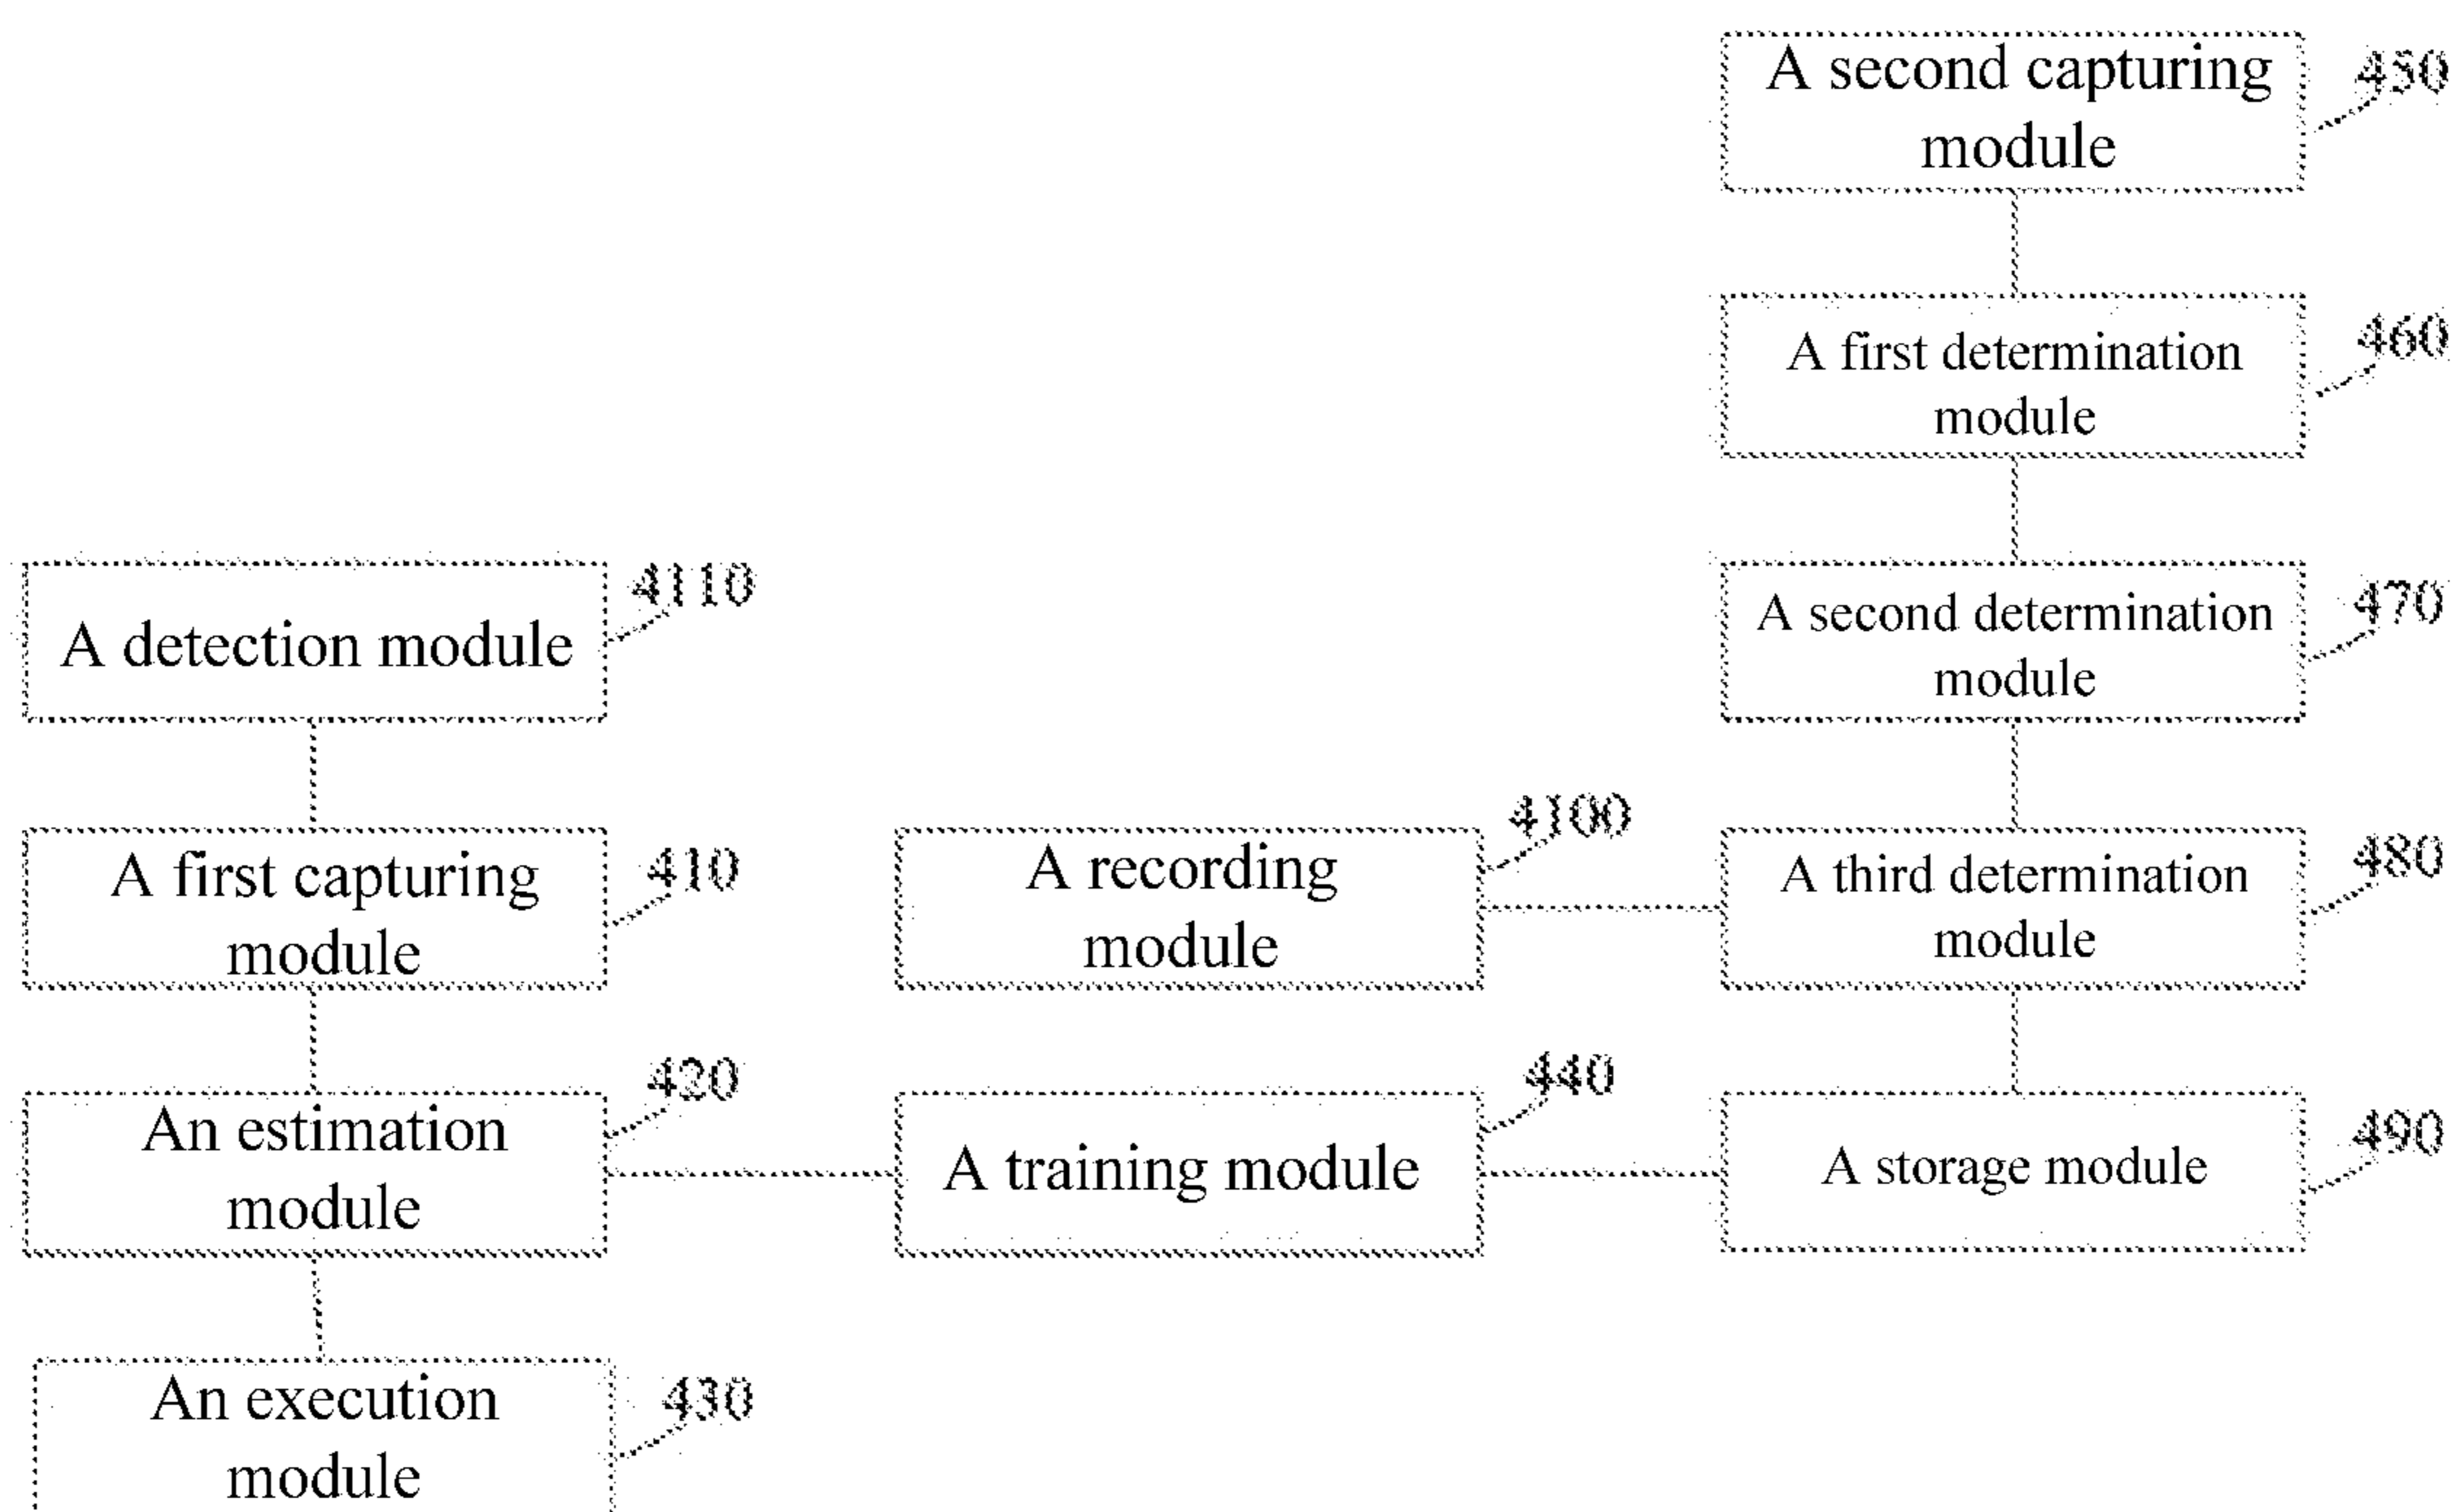 A second capturing
module
450
A first determination
module
460
A second determination
module
470
A detection module
4110
A first capturing
module
410
A recording
module
4100
A third determination
module
480
An estimation
module
420
A training module
440
A storage module
490
An execution
module
430